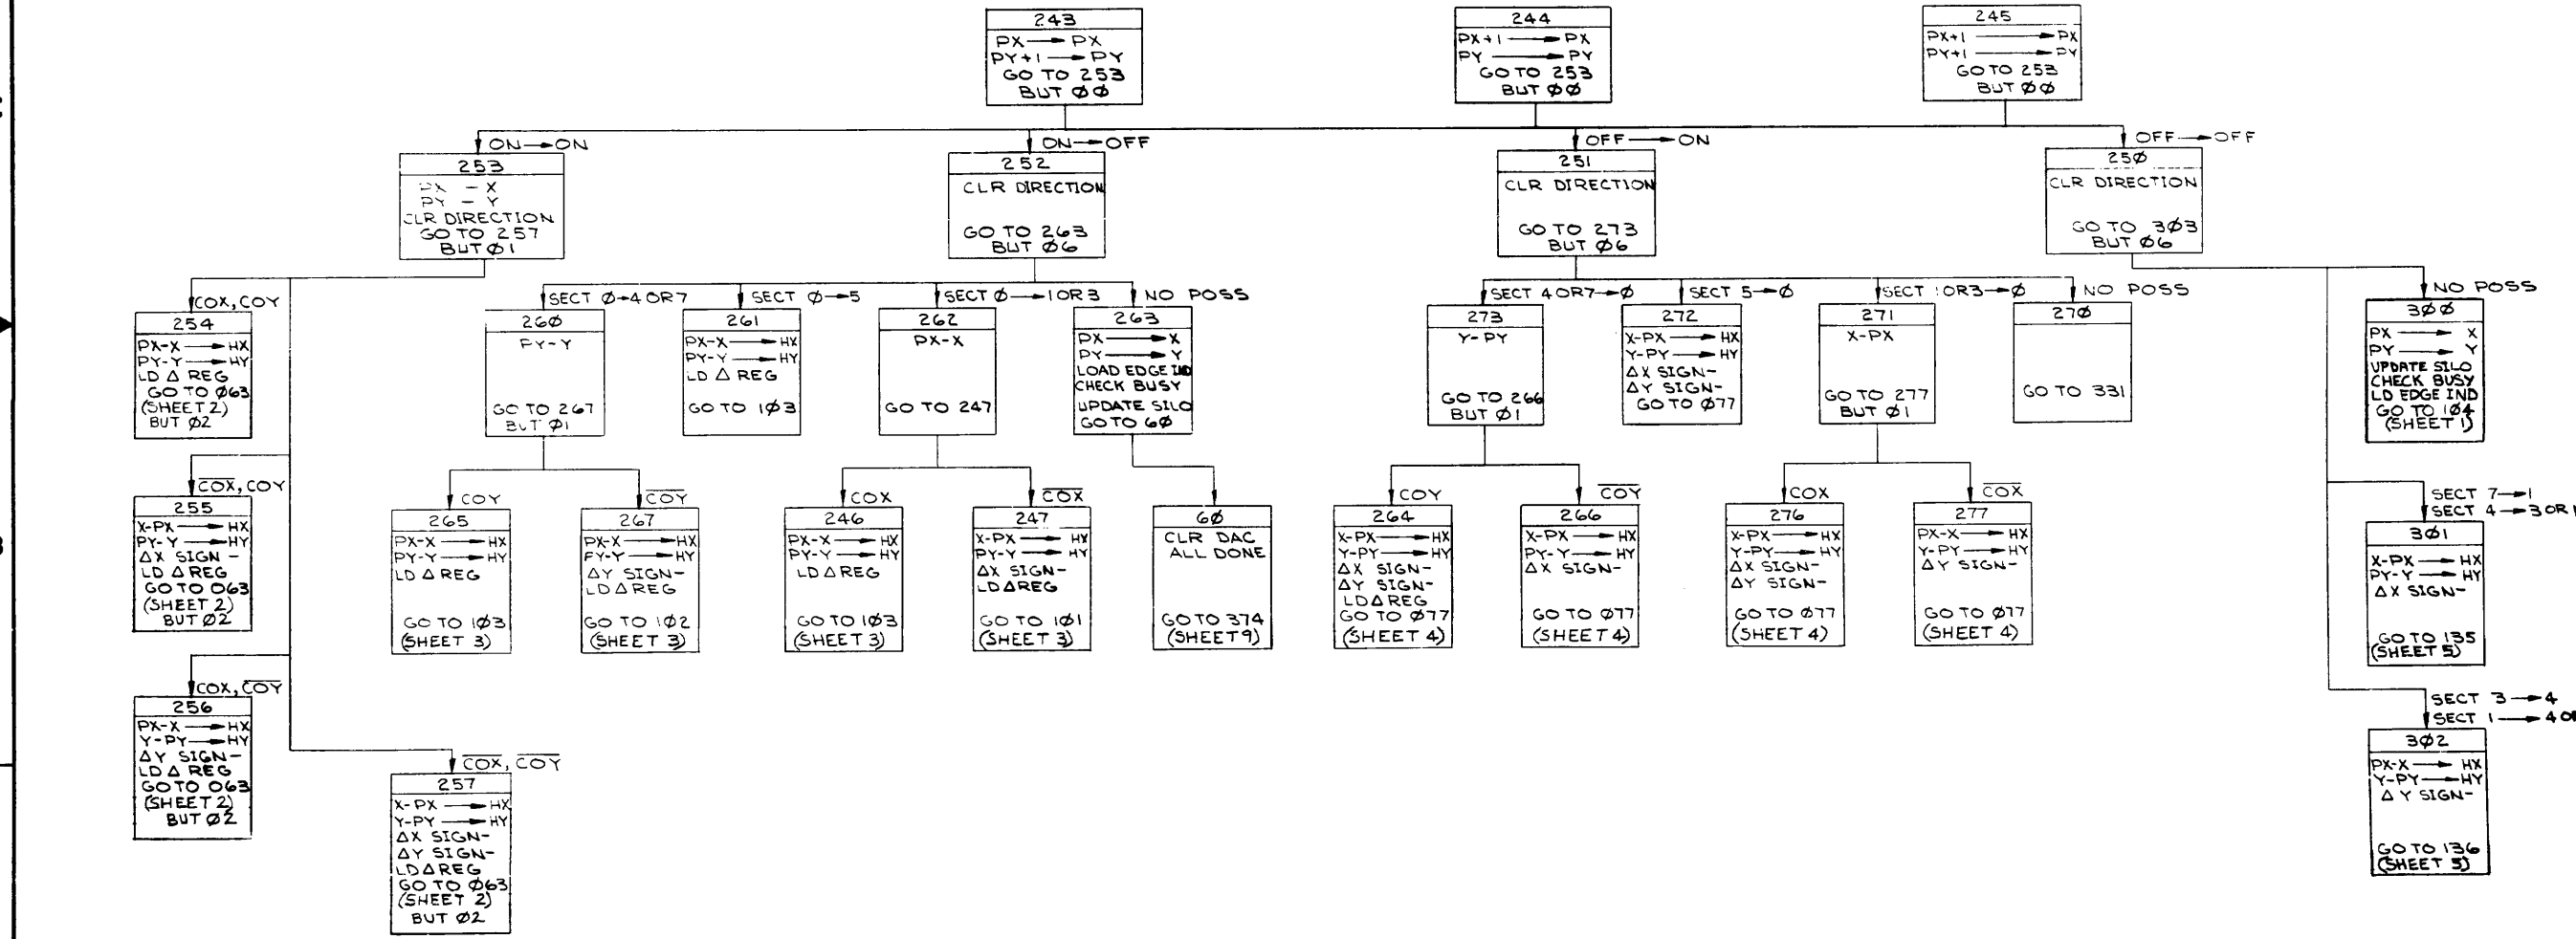 243
PX → PX
PY+1 → PY
GO TO 253
BUT ØØ
244
PX+1 → PX
PY → PY
GO TO 253
BUT ØØ
245
PX+1 → PX
PY+1 → PY
GO TO 253
BUT ØØ
ON → ON
253
PX - X
PY - Y
CLR DIRECTION
GO TO 257
BUT Ø1
ON → OFF
252
CLR DIRECTION
GO TO 263
BUT Ø6
OFF → ON
251
CLR DIRECTION
GO TO 273
BUT Ø6
OFF → OFF
25Ø
CLR DIRECTION
GO TO 3Ø3
BUT Ø6
COX, COY
254
PX-X → HX
PY-Y → HY
LD Δ REG
GO TO Ø63
(SHEET 2)
BUT Ø2
SECT Ø→4 OR7
26Ø
PY-Y
GO TO 267
BUT Ø1
SECT Ø→5
261
PX-X → HX
PY-Y → HY
LD Δ REG
GO TO 1Ø3
SECT Ø → 1 OR 3
262
PX-X
GO TO 247
NO POSS
263
PX → X
PY → Y
LOAD EDGE IND
CHECK BUSY
UPDATE SILO
GO TO 6Ø
SECT 4 OR7→Ø
273
Y-PY
GO TO 266
BUT Ø1
SECT 5→Ø
272
X-PX → HX
Y-PY → HY
ΔX SIGN-
ΔY SIGN-
GO TO Ø77
SECT 1 OR 3→Ø
271
X-PX
GO TO 277
BUT Ø1
NO POSS
27Ø
GO TO 331
NO POSS
3ØØ
PX → X
PY → Y
UPDATE SILO
CHECK BUSY
LD EDGE IND
GO TO 1Ø4
(SHEET 1)
C̅O̅X̅, COY
255
X-PX → HX
PY-Y → HY
ΔX SIGN -
LD Δ REG
GO TO 063
(SHEET 2)
BUT Ø2
COY
265
PX-X → HX
PY-Y → HY
LD Δ REG
GO TO 1Ø3
(SHEET 3)
C̅O̅Y̅
267
PX-X → HX
PY-Y → HY
ΔY SIGN-
LD Δ REG
GO TO 1Ø2
(SHEET 3)
COX
246
PX-X → HX
PY-Y → HY
LD Δ REG
GO TO 1Ø3
(SHEET 3)
C̅O̅X̅
247
X-PX → HX
PY-Y → HY
ΔX SIGN-
LD Δ REG
GO TO 1Ø1
(SHEET 3)
6Ø
CLR DAC
ALL DONE
GO TO 374
(SHEET 9)
COY
264
X-PX → HX
Y-PY → HY
ΔX SIGN-
ΔY SIGN-
LD Δ REG
GO TO Ø77
(SHEET 4)
C̅O̅Y̅
266
X-PX → HX
PY-Y → HY
ΔX SIGN-
GO TO Ø77
(SHEET 4)
COX
276
X-PX → HX
Y-PY → HY
ΔX SIGN-
ΔY SIGN-
GO TO Ø77
(SHEET 4)
C̅O̅X̅
277
PX-X → HX
Y-PY → HY
ΔY SIGN-
GO TO Ø77
(SHEET 4)
SECT 7→1
SECT 4 → 3 OR
3Ø1
X-PX → HX
PY-Y → HY
ΔX SIGN-
GO TO 135
(SHEET 5)
COX, C̅O̅Y̅
256
PX-X → HX
Y-PY → HY
ΔY SIGN-
LD Δ REG
GO TO 063
(SHEET 2)
BUT Ø2
C̅O̅X̅, C̅O̅Y̅
257
X-PX → HX
Y-PY → HY
ΔX SIGN-
ΔY SIGN-
LD Δ REG
GO TO Ø63
(SHEET 2)
BUT Ø2
SECT 3 → 4
SECT 1 → 4
3Ø2
PX-X → HX
Y-PY → HY
ΔY SIGN-
GO TO 136
(SHEET 5)